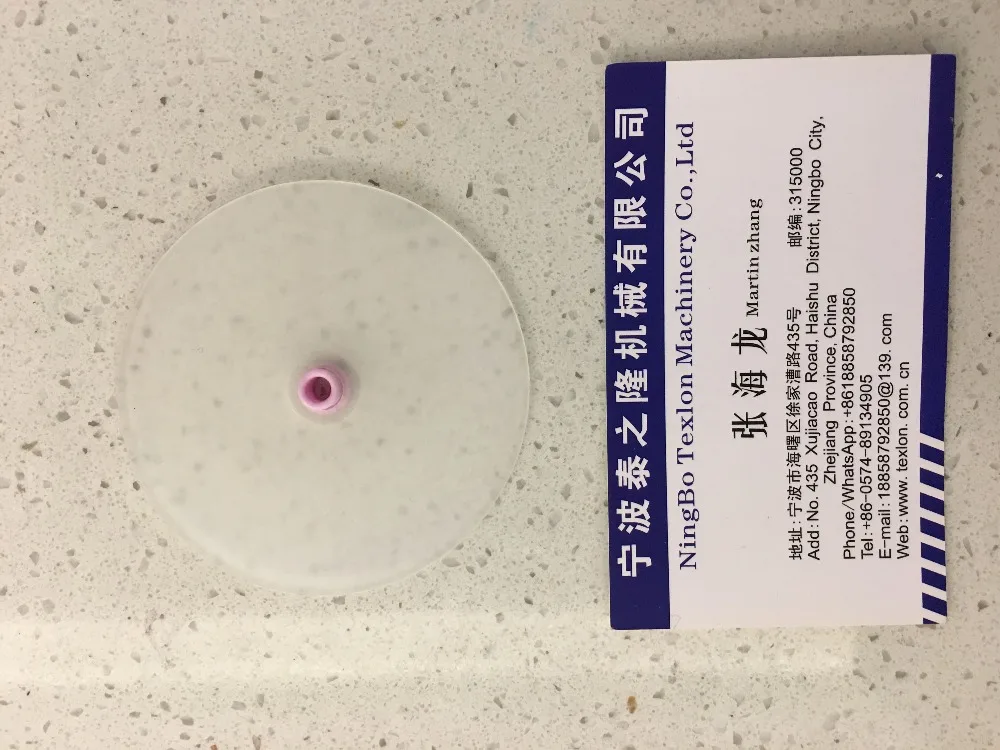 宁波泰之隆机械有限公司
NingBo Texlon Machinery Co.,Ltd
张海龙 Martin zhang
地址:宁波市海曙区徐家漕路435号 邮编:315000
Add:No. 435 Xujiacao Road, Haishu District, Ningbo City,
Zhejiang Province, China
Phone/WhatsApp:+8618858792850
Tel:+86-0574-89134905
E-mail:18858792850@139.com
Web:www.texlon.com.cn